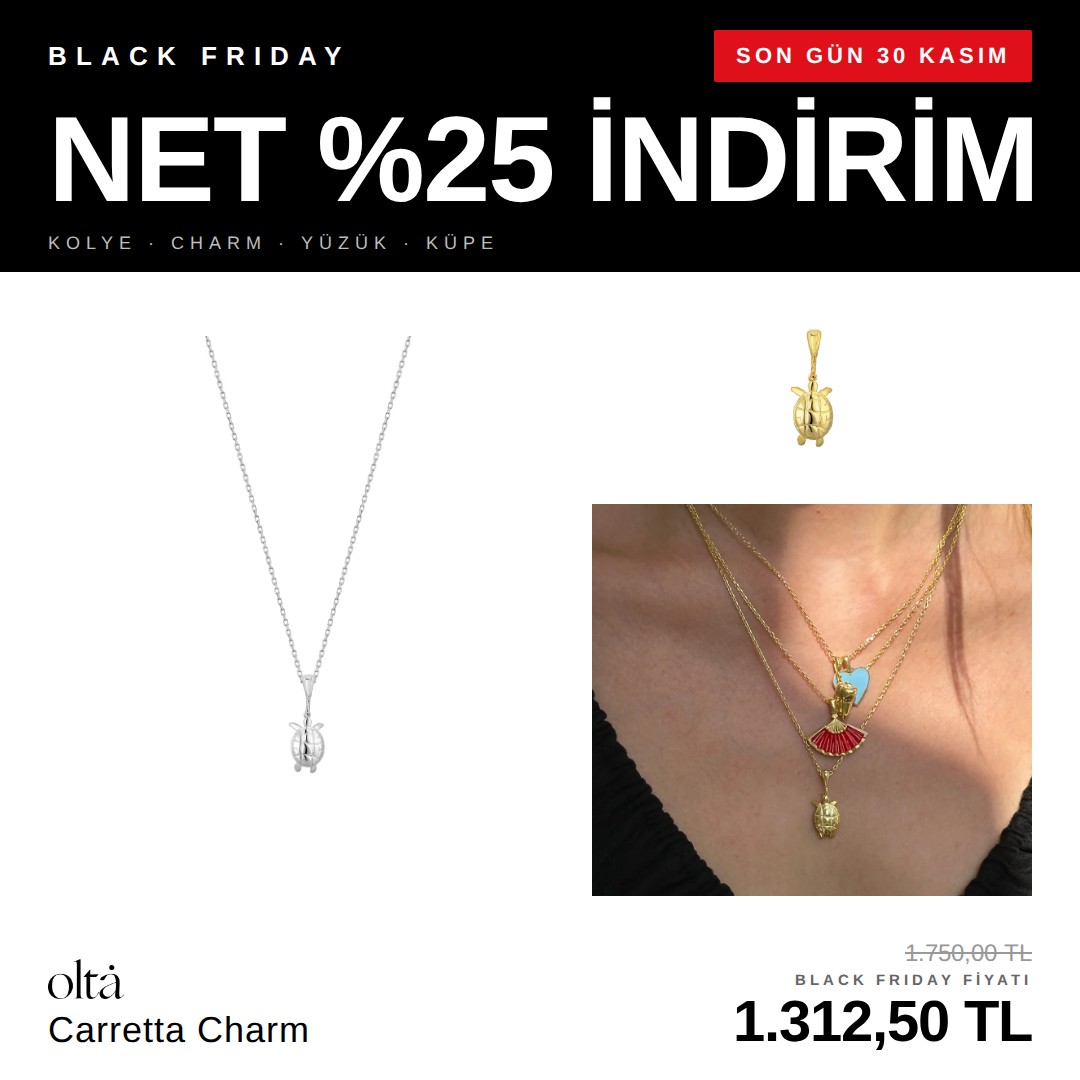 BLACK FRIDAY
SON GÜN 30 KASIM
NET %25 İNDİRİM
KOLYE · CHARM · YÜZÜK · KÜPE
olta
Carretta Charm
1.750,00 TL
BLACK FRIDAY FİYATI
1.312,50 TL